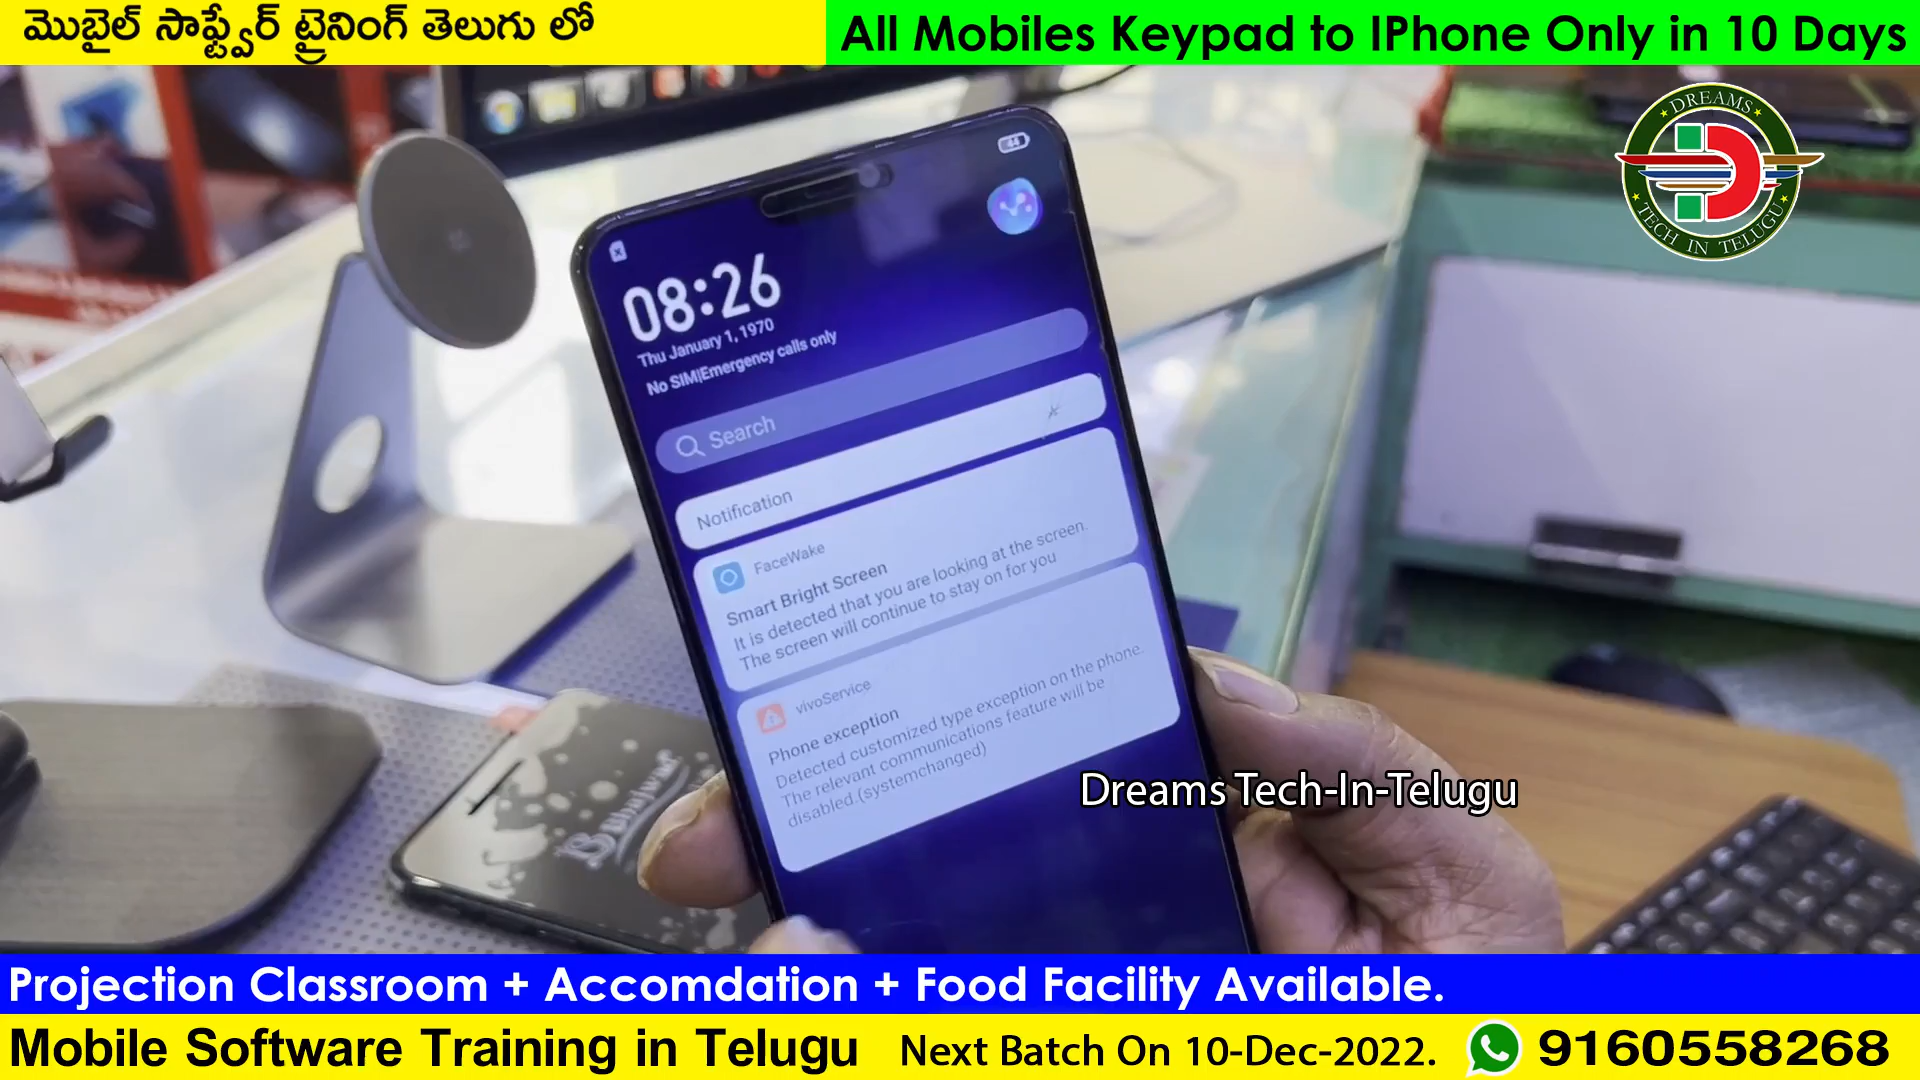 మొబైల్ సాఫ్ట్వేర్ ట్రైనింగ్ తెలుగు లో
All Mobiles Keypad to IPhone Only in 10 Days
DREAMS
TECH IN TELUGU
44
08:26
Thu January 1, 1970
No SIM|Emergency calls only
Search
Notification
FaceWake
Smart Bright Screen
It is detected that you are looking at the screen.
The screen will continue to stay on for you
vivoService
Phone exception
Detected customized type exception on the phone.
The relevant communications feature will be
disabled.(systemchanged)
Dreams Tech-In-Telugu
Projection Classroom + Accomdation + Food Facility Available.
Mobile Software Training in Telugu Next Batch On 10-Dec-2022. 9160558268